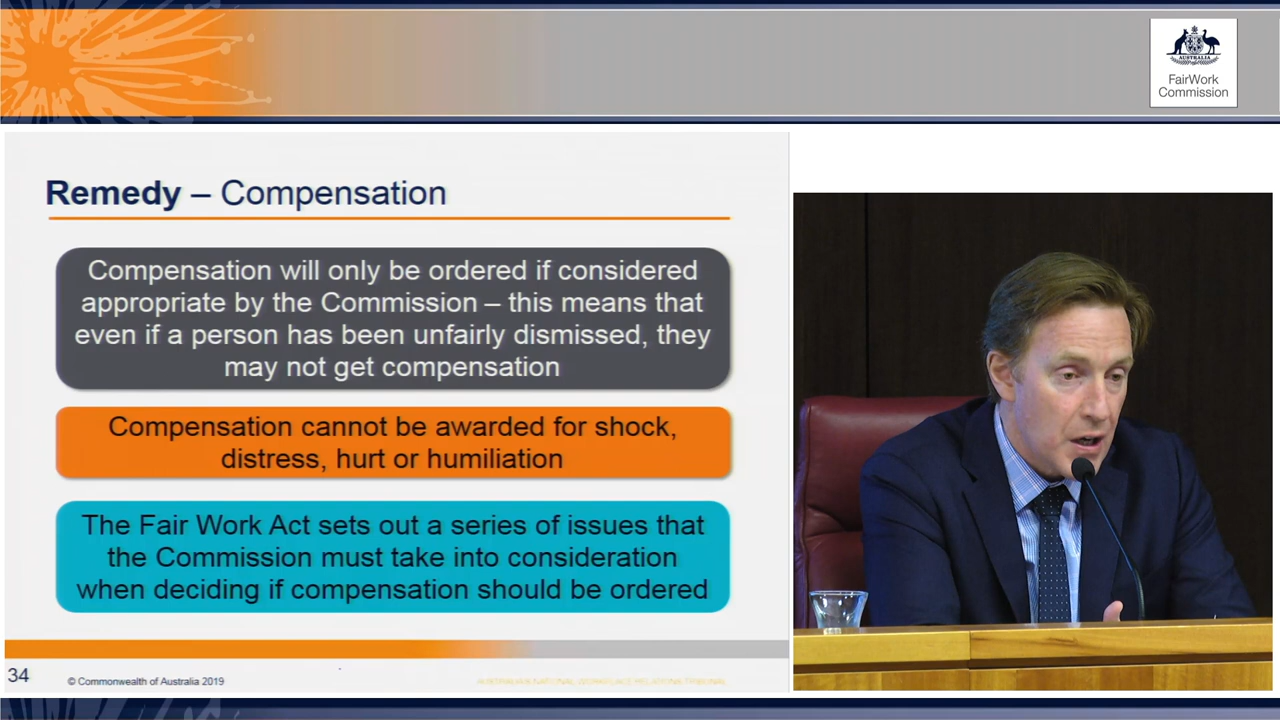 AUSTRALIA
FairWork
Commission
Remedy – Compensation
Compensation will only be ordered if considered
appropriate by the Commission – this means that
even if a person has been unfairly dismissed, they
may not get compensation
Compensation cannot be awarded for shock,
distress, hurt or humiliation
The Fair Work Act sets out a series of issues that
the Commission must take into consideration
when deciding if compensation should be ordered
34
© Commonwealth of Australia 2019